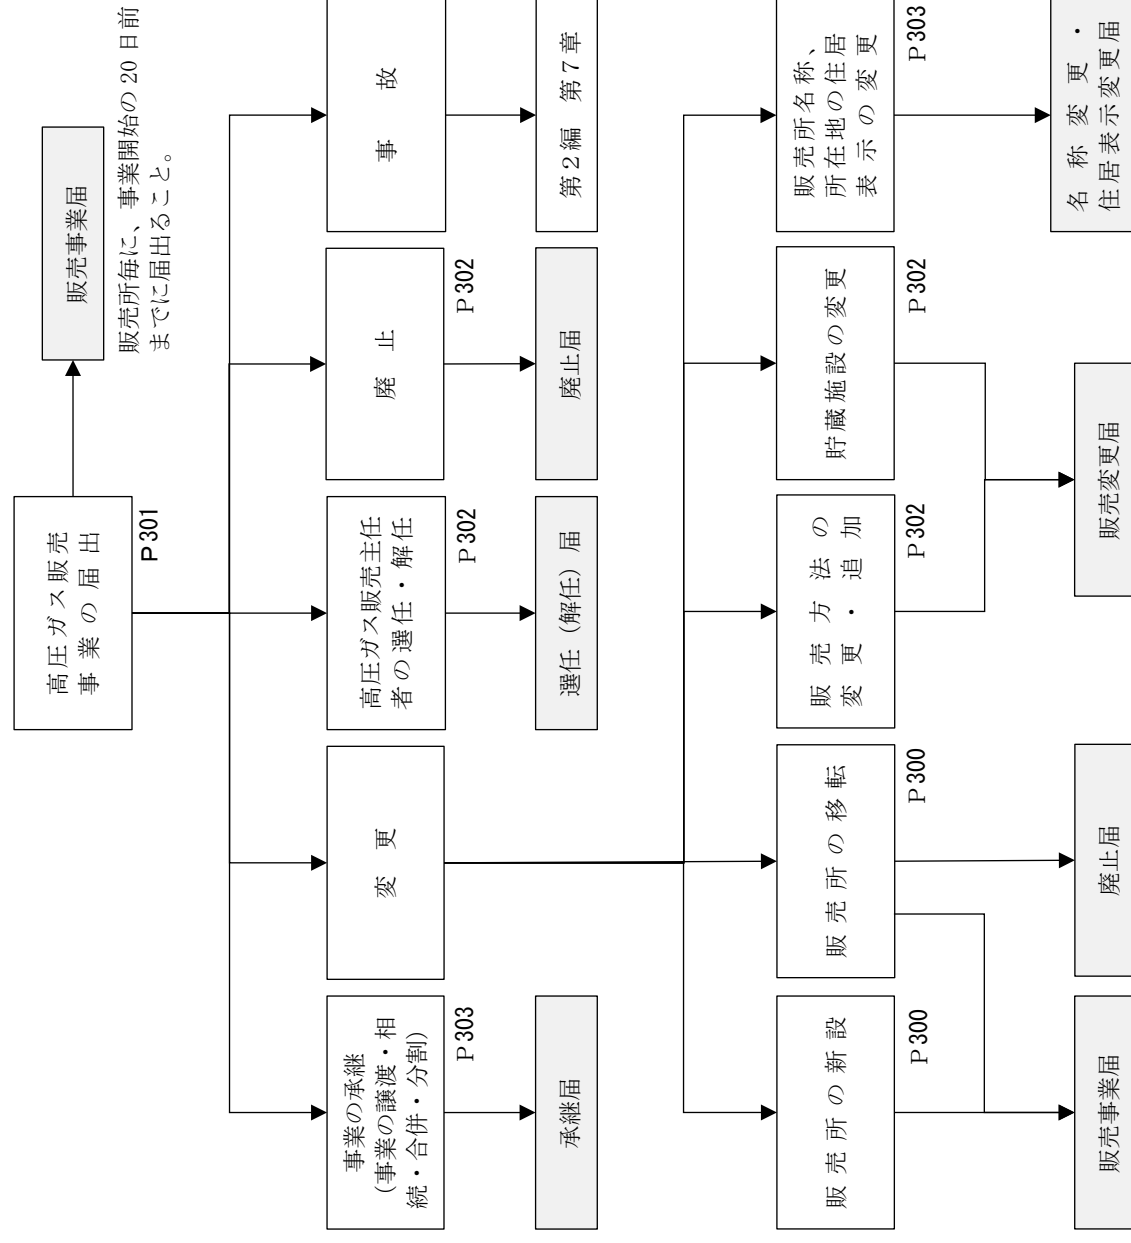 高圧ガス販売
事業の届出
P301
販売事業届
販売所毎に、事業開始の20日前
までに届出ること。
事業の承継
(事業の譲渡・相
続・合併・分割)
P303
変更
高圧ガス販売主任
者の選任・解任
P302
廃止
P302
事故
承継届
選任（解任）届
廃止届
第２編　第７章
販売所の新設
P300
販売所の移転
P300
販売方法の
変更・追加
P302
貯蔵施設の変更
P302
販売所名称、
所在地の住居
表示の変更
P303
販売事業届
廃止届
販売変更届
名称変更・
住居表示変更届